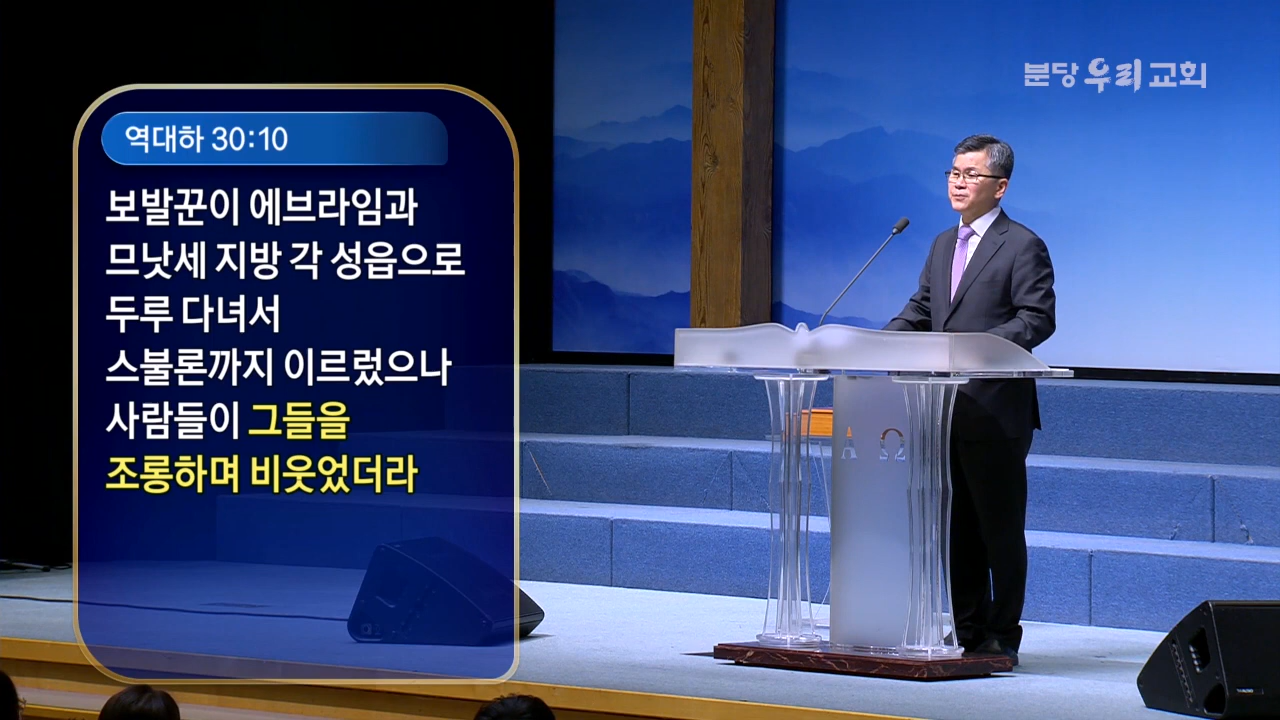 분당 우리 교회
역대하 30:10
보발꾼이 에브라임과
므낫세 지방 각 성읍으로
두루 다녀서
스불론까지 이르렀으나
사람들이 그들을
조롱하며 비웃었더라
Α Ω